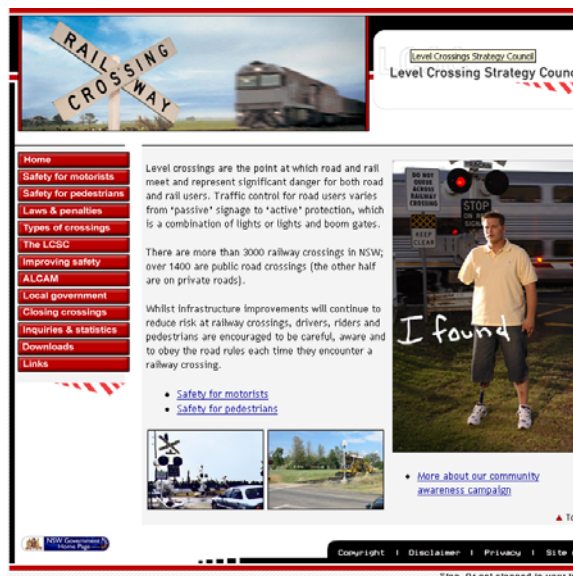 RAIL
CROSSING
WAY
Level Crossings Strategy Council
Level Crossing Strategy Counc
Home
Safety for motorists
Safety for pedestrians
Laws & penalties
Types of crossings
The LCSC
Improving safety
ALCAM
Local government
Closing crossings
Inquiries & statistics
Downloads
Links
Level crossings are the point at which road and rail
meet and represent significant danger for both road
and rail users. Traffic control for road users varies
from "passive" signage to "active" protection, which
is a combination of lights or lights and boom gates.
There are more than 3000 railway crossings in NSW;
over 1400 are public road crossings (the other half
are on private roads).
Whilst infrastructure improvements will continue to
reduce risk at railway crossings, drivers, riders and
pedestrians are encouraged to be careful, aware and
to obey the road rules each time they encounter a
railway crossing.
Safety for motorists
Safety for pedestrians
TRACKS
DO NOT
QUEUE
ACROSS
RAILWAY
CROSSING
STOP
ON RED
SIGNAL
KEEP
CLEAR
I found
More about our community
awareness campaign
To
NSW Government
Home Page
Copyright | Disclaimer | Privacy | Site